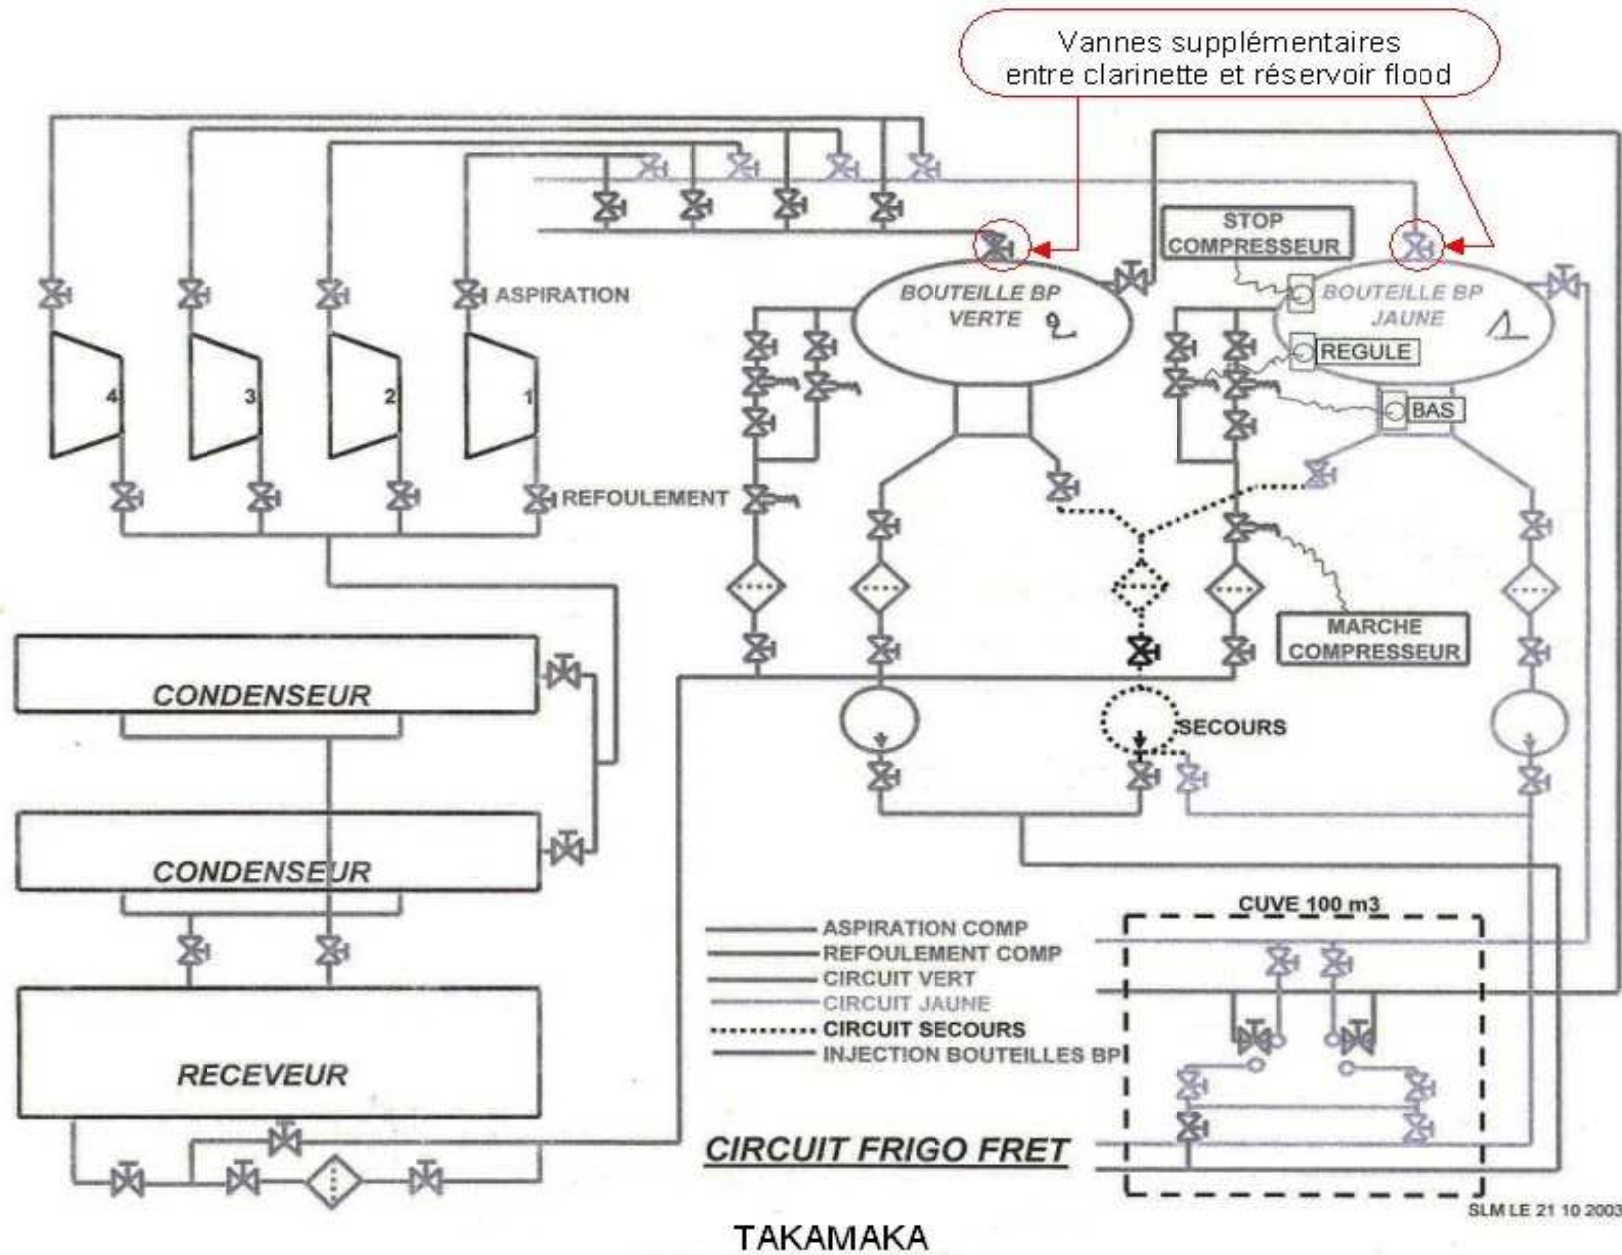 Vannes supplémentaires
entre clarinette et réservoir flood
STOP
COMPRESSEUR
ASPIRATION
BOUTEILLE BP
VERTE 2
BOUTEILLE BP
JAUNE 1
REGULE
BAS
4
3
2
1
REFOULEMENT
MARCHE
COMPRESSEUR
CONDENSEUR
SECOURS
CONDENSEUR
CUVE 100 m3
ASPIRATION COMP
REFOULEMENT COMP
CIRCUIT VERT
CIRCUIT JAUNE
CIRCUIT SECOURS
INJECTION BOUTEILLES BP
RECEVEUR
CIRCUIT FRIGO FRET
SLM LE 21 10 2003
TAKAMAKA